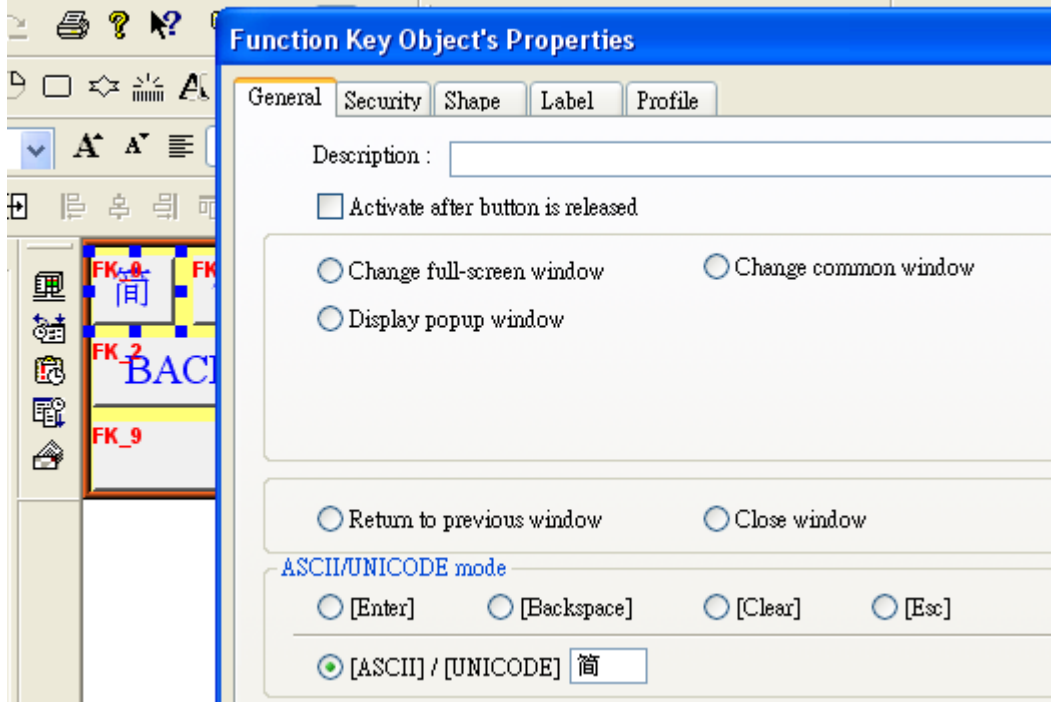 Function Key Object's Properties
General Security Shape Label Profile
Description :
Activate after button is released
Change full-screen window Change common window
Display popup window
FK_0
简
FK_2
FK_9
Return to previous window Close window
ASCII/UNICODE mode
[Enter] [Backspace] [Clear] [Esc]
[ASCII] / [UNICODE] 简